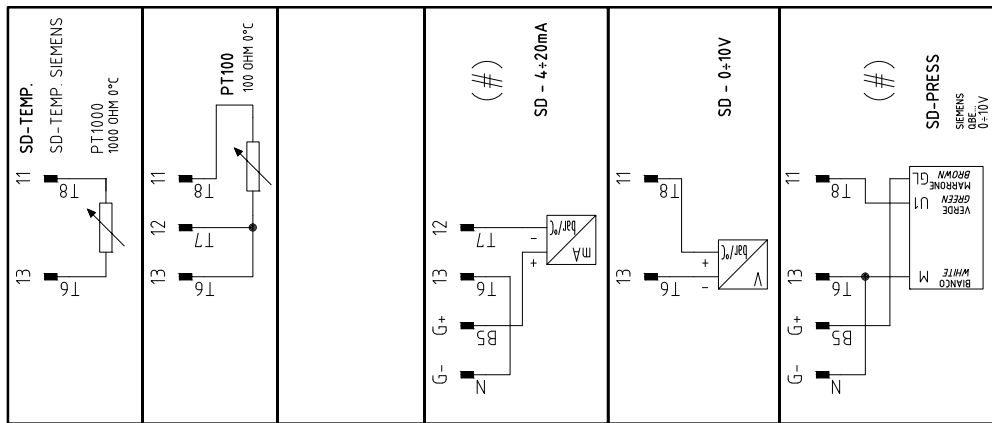 SD-TEMP.
SD-TEMP. SIEMENS
PT1000
1000 OHM 0°C
11
T8
13
T6
PT100
100 OHM 0°C
11
T8
12
T7
13
T6
(#)
SD - 4÷20mA
12
T7
13
T6
G+
B5
G-
N
-
+
bar/°C
mA
SD - 0÷10V
11
T8
13
T6
+
-
bar/°C
V
(#)
SD-PRESS
SIEMENS
QBE...
0÷10V
11
T8
13
T6
G+
B5
G-
N
GL
MARRONE
BROWN
U1
VERDE
GREEN
M
BIANCO
WHITE